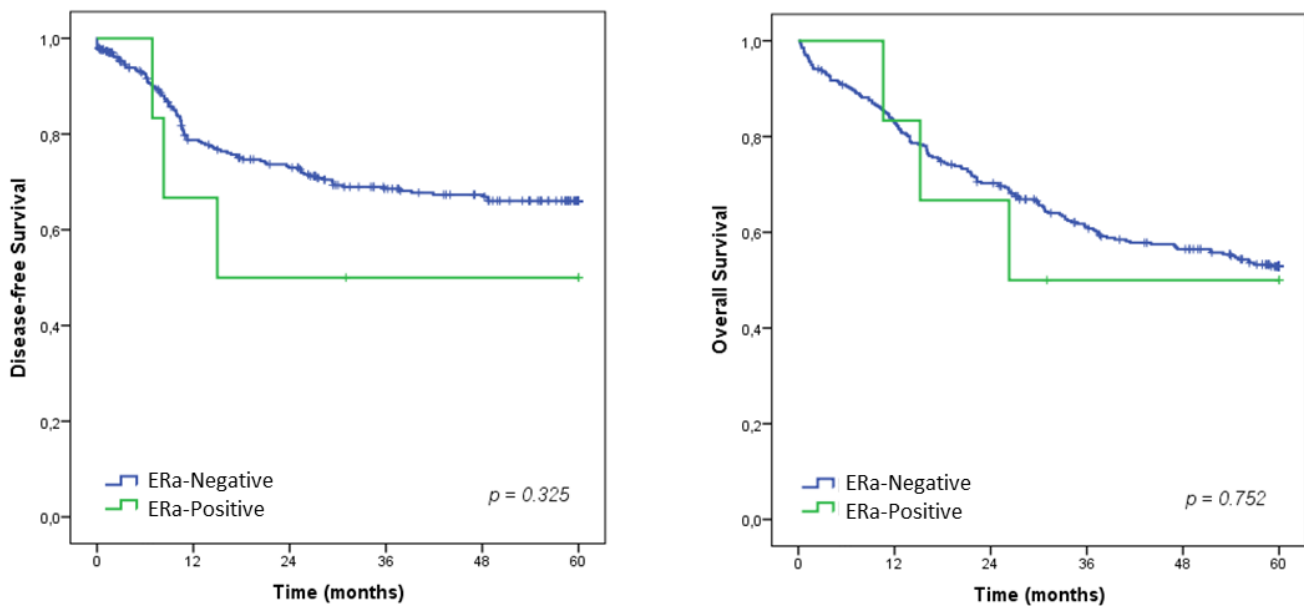 Disease-free Survival
1,0
0,8
0,6
0,4
0,2
0,0
ERa-Negative
ERa-Positive
p = 0.325
0 12 24 36 48 60
Time (months)
Overall Survival
1,0
0,8
0,6
0,4
0,2
0,0
ERa-Negative
ERa-Positive
p = 0.752
0 12 24 36 48 60
Time (months)